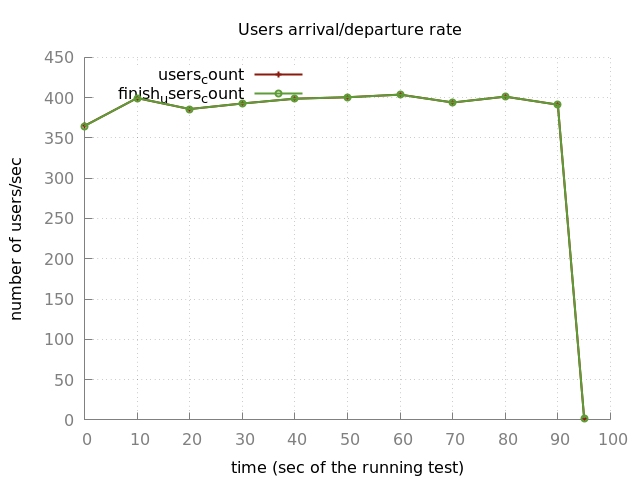 Users arrival/departure rate
450
400
350
300
250
200
150
100
50
0
users_count
finish_users_count
number of users/sec
0 10 20 30 40 50 60 70 80 90 100
time (sec of the running test)